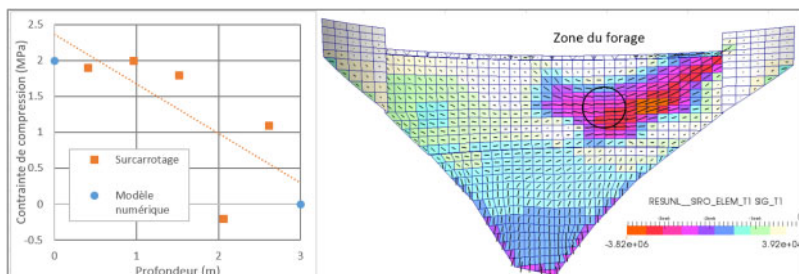 Contrainte de compression (MPa)
2.5
2
1.5
1
0.5
0
-0.5
0
1
2
3
Profondeur (m)
Surcarrotage
Modèle
numérique
Zone du forage
RESUNL__SIRO_ELEM_T1 SIG_T1
-3.82e+06
3.92e+04